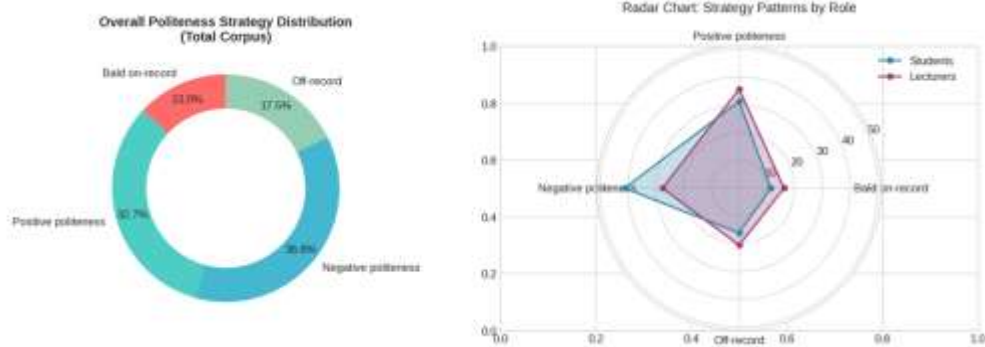 Overall Politeness Strategy Distribution
(Total Corpus)
Bald on-record
Off-record
17.5%
Positive politeness
Negative politeness
Radar Chart: Strategy Patterns by Role
Positive politeness
Students
Lecturers
1.0
0.8
0.6
0.4
0.2
0.0
0.0
0.2
0.4
0.6
0.8
1.0
20
30
40
50
Negative politeness
Bald on-record
Off-record